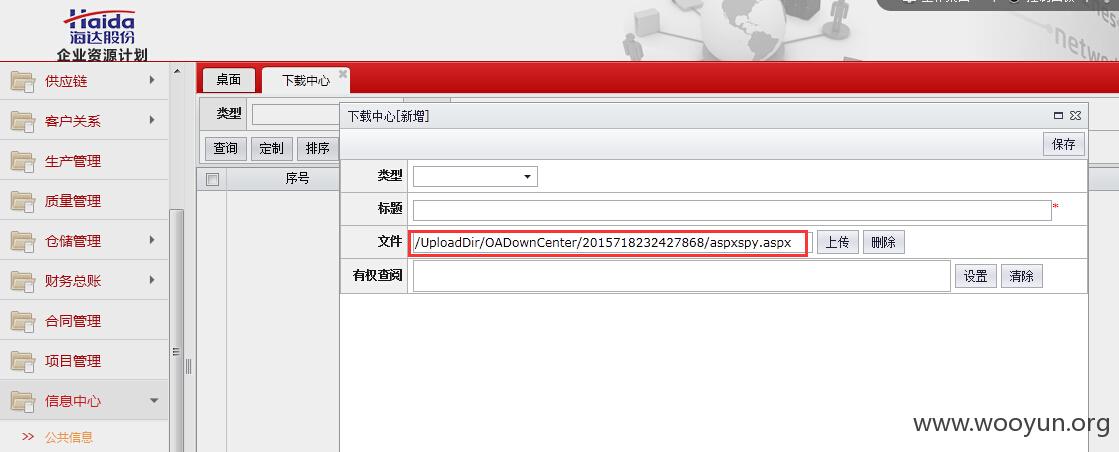 Haida
海达股份
企业资源计划
供应链
客户关系
生产管理
质量管理
仓储管理
财务总账
合同管理
项目管理
信息中心
>> 公共信息
桌面
下载中心
类型
查询
定制
排序
序号
下载中心[新增]
保存
类型
标题
*
文件
/UploadDir/OADownCenter/2015718232427868/aspxspy.aspx
上传
删除
有权查阅
设置
清除
networ
www.wooyun.org